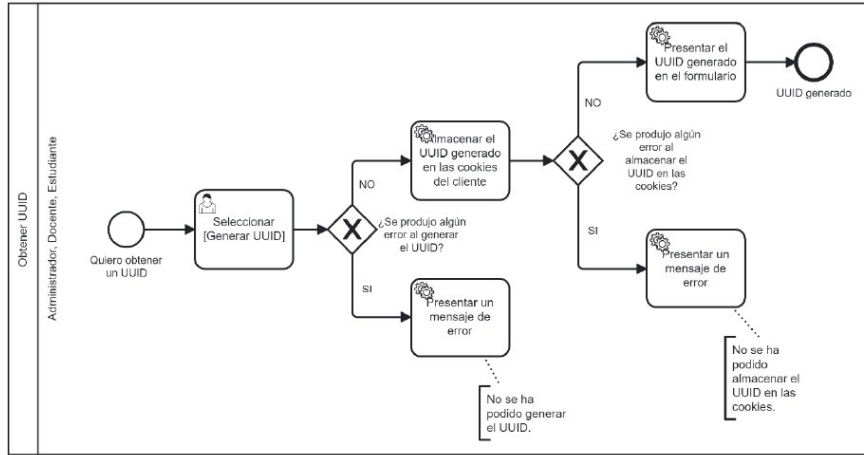 Obtener UUID
Administrador, Docente, Estudiante
Quiero obtener
un UUID
Seleccionar
[Generar UUID]
¿Se produjo algún
error al generar
el UUID?
NO
Almacenar el
UUID generado
en las cookies
del cliente
SI
Presentar un
mensaje de
error
No se ha
podido generar
el UUID.
¿Se produjo algún
error al
almacenar el
UUID en las
cookies?
NO
Presentar el
UUID generado
en el formulario
UUID generado
SI
Presentar un
mensaje de
error
No se ha
podido
almacenar el
UUID en las
cookies.